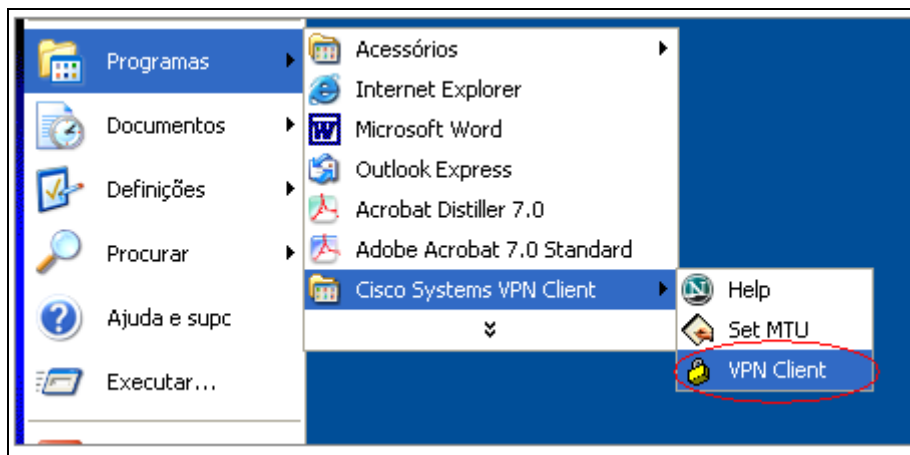 Programas
Documentos
Definições
Procurar
Ajuda e supo
Executar...
Acessórios
Internet Explorer
Microsoft Word
Outlook Express
Acrobat Distiller 7.0
Adobe Acrobat 7.0 Standard
Cisco Systems VPN Client
Help
Set MTU
VPN Client